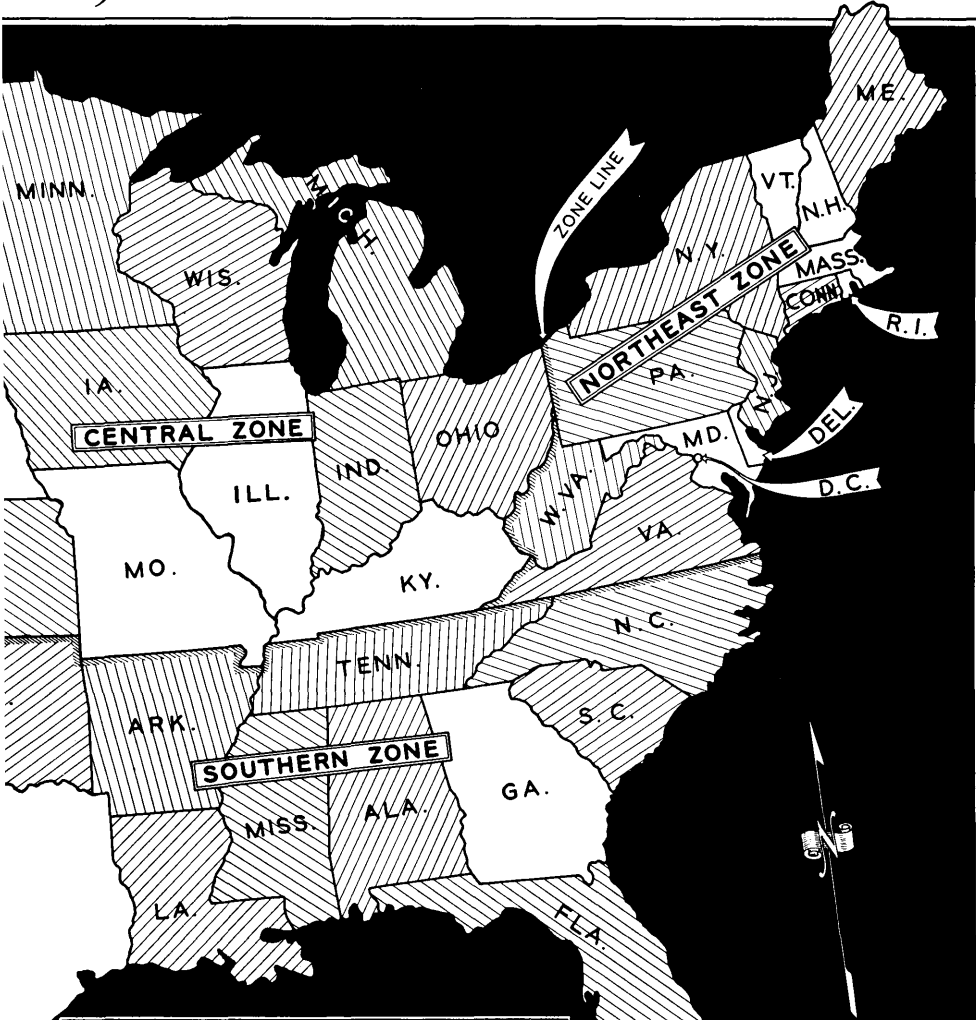 ME.
ZONE LINE
VT.
N.H.
MINN.
MICH.
N.Y.
MASS.
WIS.
CONN.
R.I.
NORTHEAST ZONE
PA.
IA.
N.J.
CENTRAL ZONE
OHIO
MD.
DEL.
IND.
D.C.
ILL.
W.VA.
VA.
MO.
KY.
N.C.
TENN.
S.C.
ARK.
SOUTHERN ZONE
GA.
ALA.
MISS.
N
LA.
FLA.